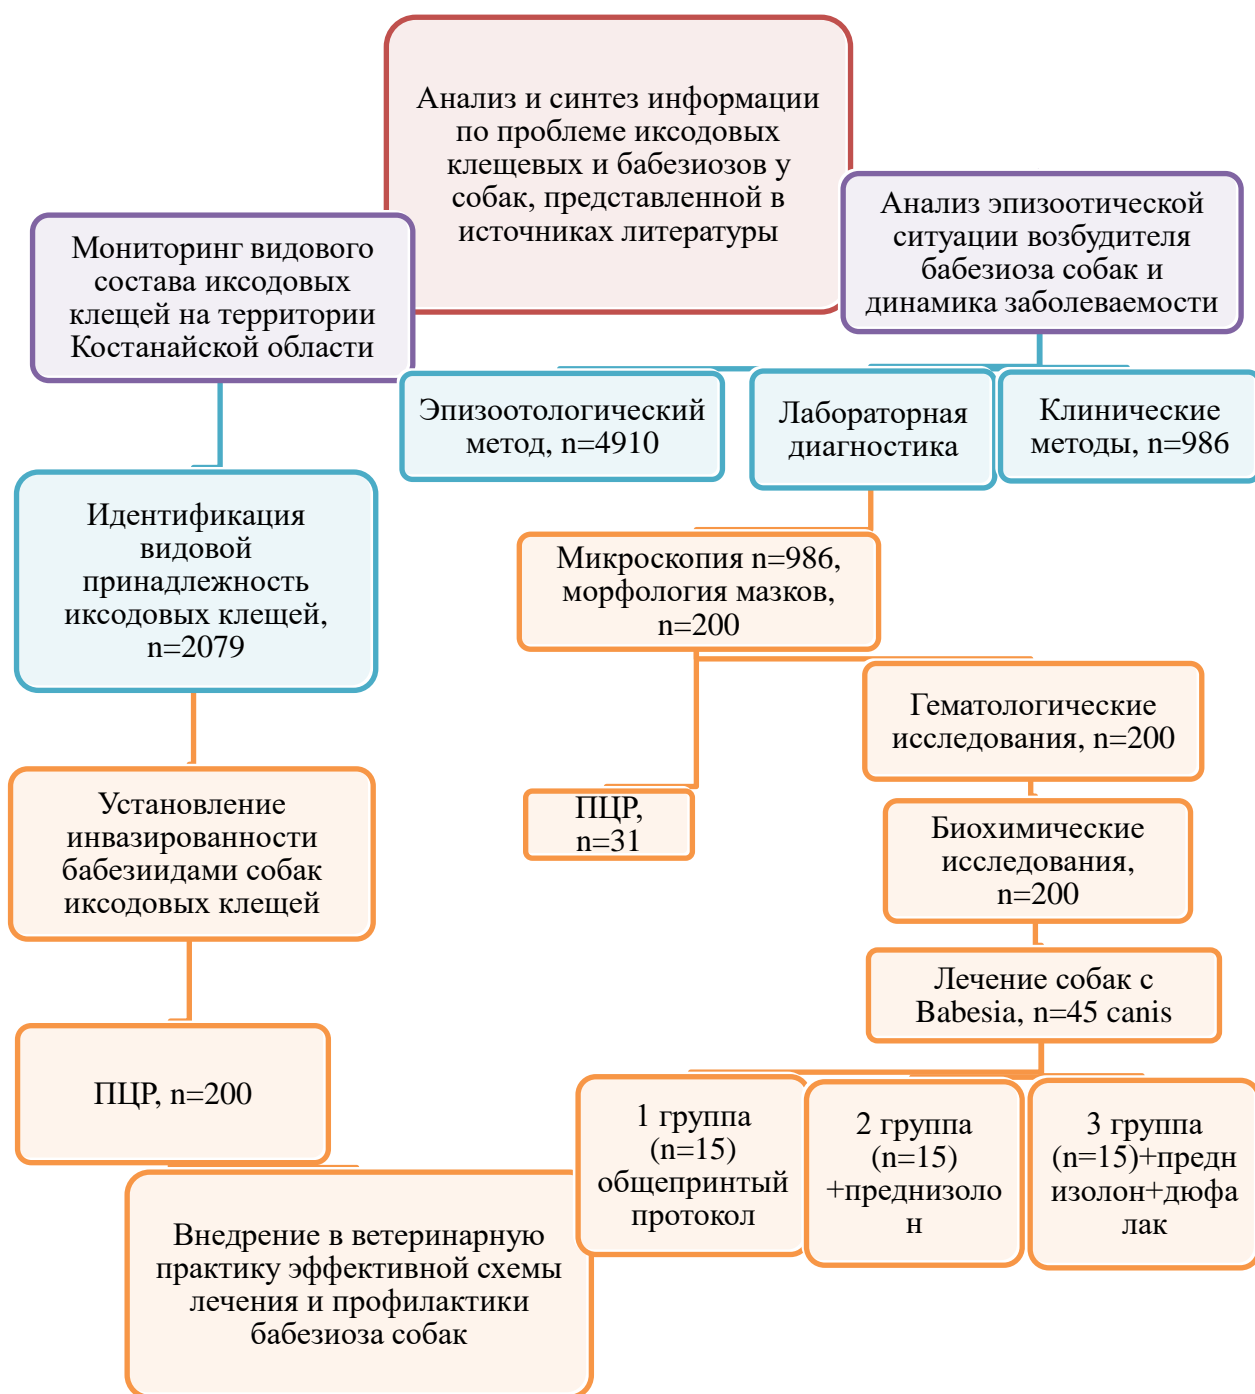 Анализ и синтез информации
по проблеме иксодовых
клещевых и бабезиозов у
собак, представленной в
источниках литературы
Мониторинг видового
состава иксодовых
клещей на территории
Костанайской области
Анализ эпизоотической
ситуации возбудителя
бабезиоза собак и
динамика заболеваемости
Эпизоотологический
метод, n=4910
Лабораторная
диагностика
Клинические
методы, n=986
Идентификация
видовой
принадлежность
иксодовых клещей,
n=2079
Микроскопия n=986,
морфология мазков,
n=200
Гематологические
исследования, n=200
Установление
инвазированности
бабезиидами собак
иксодовых клещей
ПЦР,
n=31
Биохимические
исследования,
n=200
Лечение собак с
Babesia, n=45 canis
ПЦР, n=200
1 группа
(n=15)
общепринтый
протокол
2 группа
(n=15)
+преднизоло
н
3 группа
(n=15)+предн
изолон+дюфа
лак
Внедрение в ветеринарную
практику эффективной схемы
лечения и профилактики
бабезиоза собак